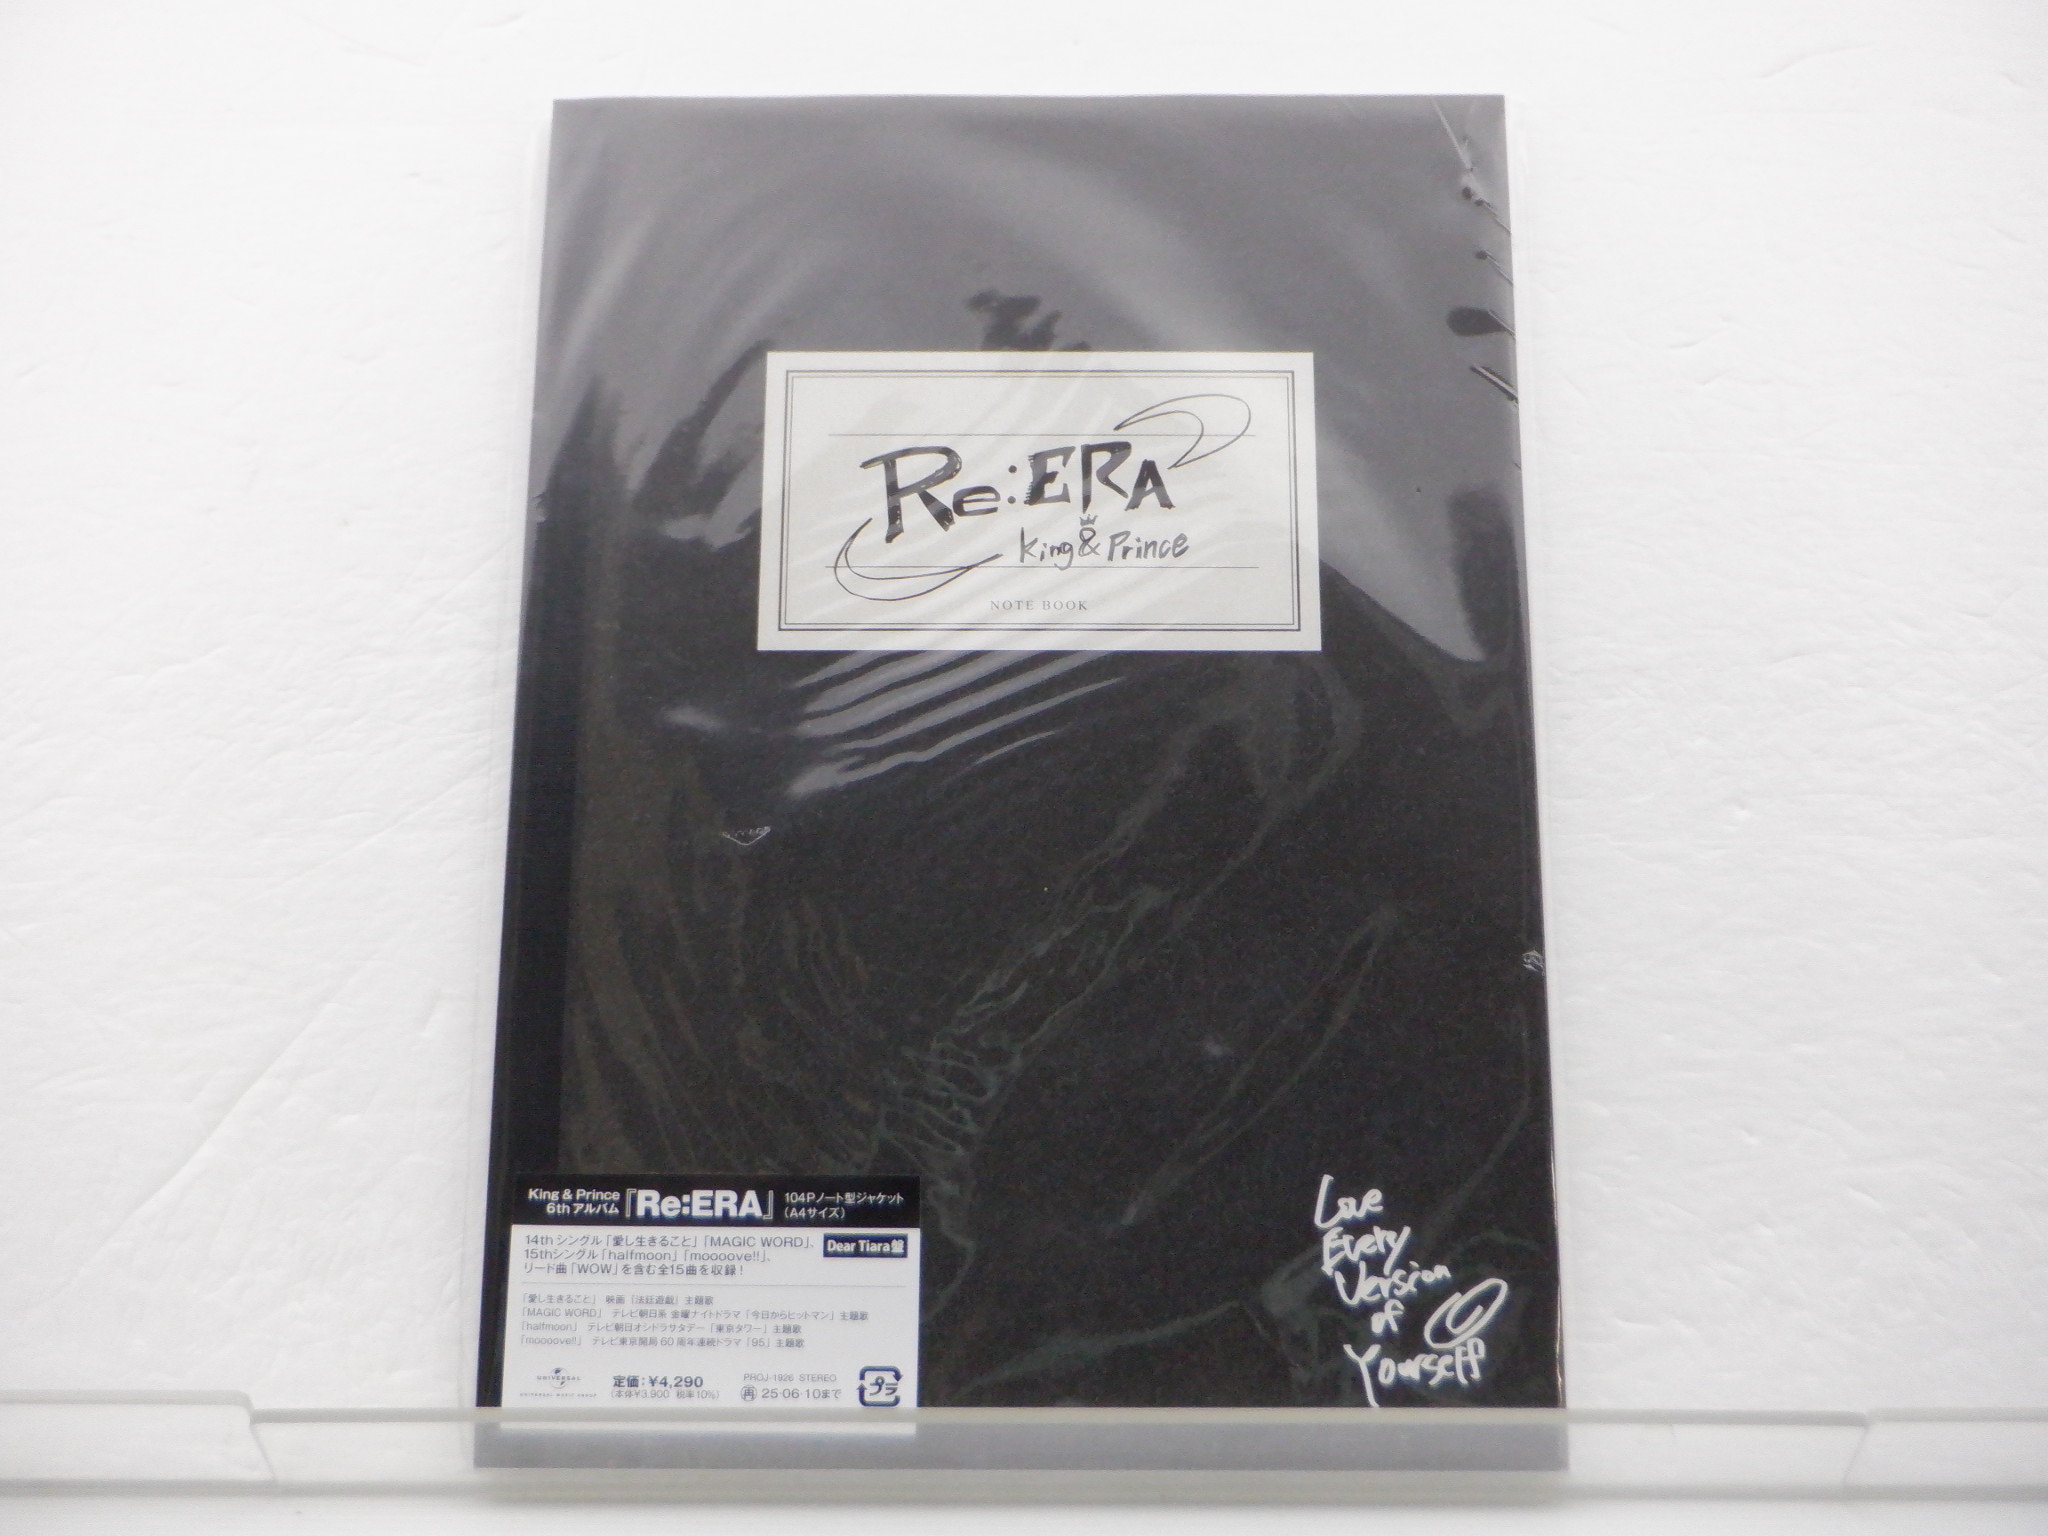 Re:ERA
King & Prince
NOTE BOOK
King & Prince
6thアルバム
『Re:ERA』
104Pノート型ジャケット
(A4サイズ)
14thシングル「愛し生きること」「MAGIC WORD」、
15thシングル「halfmoon」「moooove!!」、
リード曲「WOW」を含む全15曲を収録!
Dear Tiara盤
「愛し生きること」 映画「法廷遊戯」主題歌
「MAGIC WORD」 テレビ朝日系 金曜ナイトドラマ「今日からヒットマン」主題歌
「halfmoon」 テレビ朝日オシドラサタデー「東京タワー」主題歌
「moooove!!」 テレビ東京開局60周年連続ドラマ「95」主題歌
UNIVERSAL
UNIVERSAL MUSIC GROUP
定価:¥4,290
(本体¥3,900 税率10%)
PROJ-1926 STEREO
再 25・06・10まで
プラ
Love
Every
Version
of
Yourself